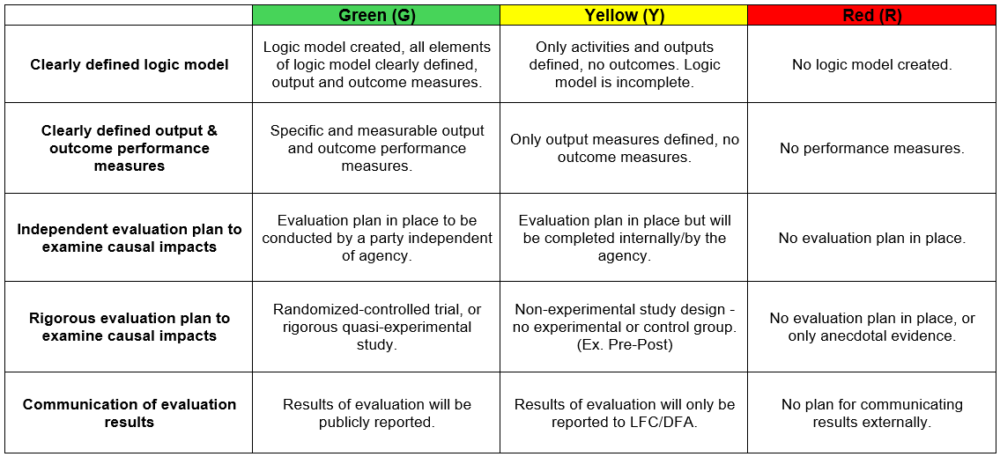 Green (G)
Yellow (Y)
Red (R)
Clearly defined logic model
Logic model created, all elements
of logic model clearly defined,
output and outcome measures.
Only activities and outputs
defined, no outcomes. Logic
model is incomplete.
No logic model created.
Clearly defined output &
outcome performance
measures
Specific and measurable output
and outcome performance
measures.
Only output measures defined, no
outcome measures.
No performance measures.
Independent evaluation plan to
examine causal impacts
Evaluation plan in place to be
conducted by a party independent
of agency.
Evaluation plan in place but will
be completed internally/by the
agency.
No evaluation plan in place.
Rigorous evaluation plan to
examine causal impacts
Randomized-controlled trial, or
rigorous quasi-experimental
study.
Non-experimental study design -
no experimental or control group.
(Ex. Pre-Post)
No evaluation plan in place, or
only anecdotal evidence.
Communication of evaluation
results
Results of evaluation will be
publicly reported.
Results of evaluation will only be
reported to LFC/DFA.
No plan for communicating
results externally.